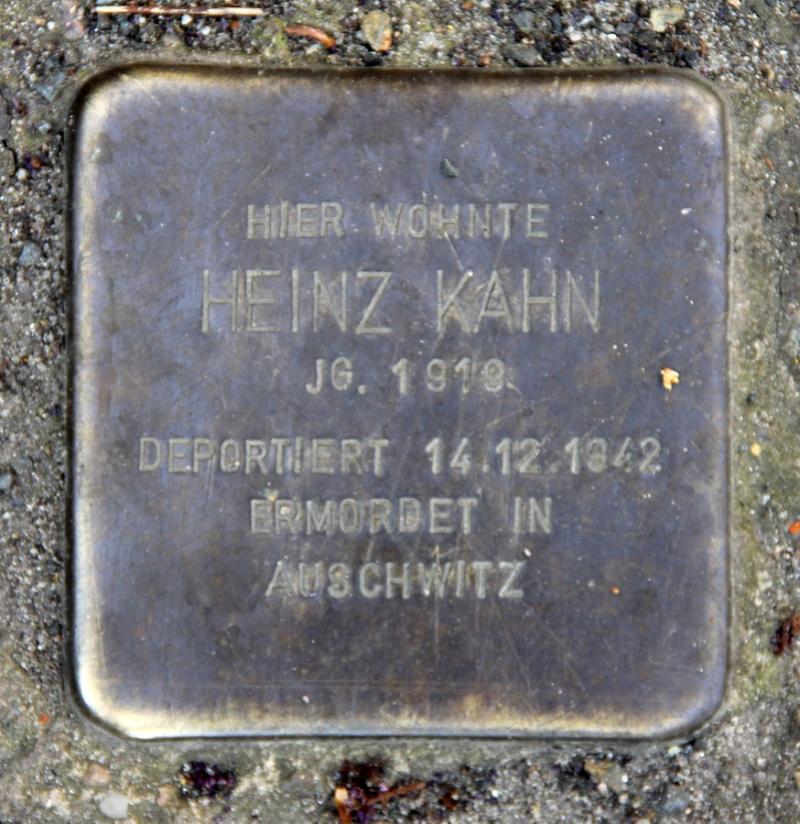 HIER WOHNTE
HEINZ KAHN
JG. 1919
DEPORTIERT 14.12.1942
ERMORDET IN
AUSCHWITZ